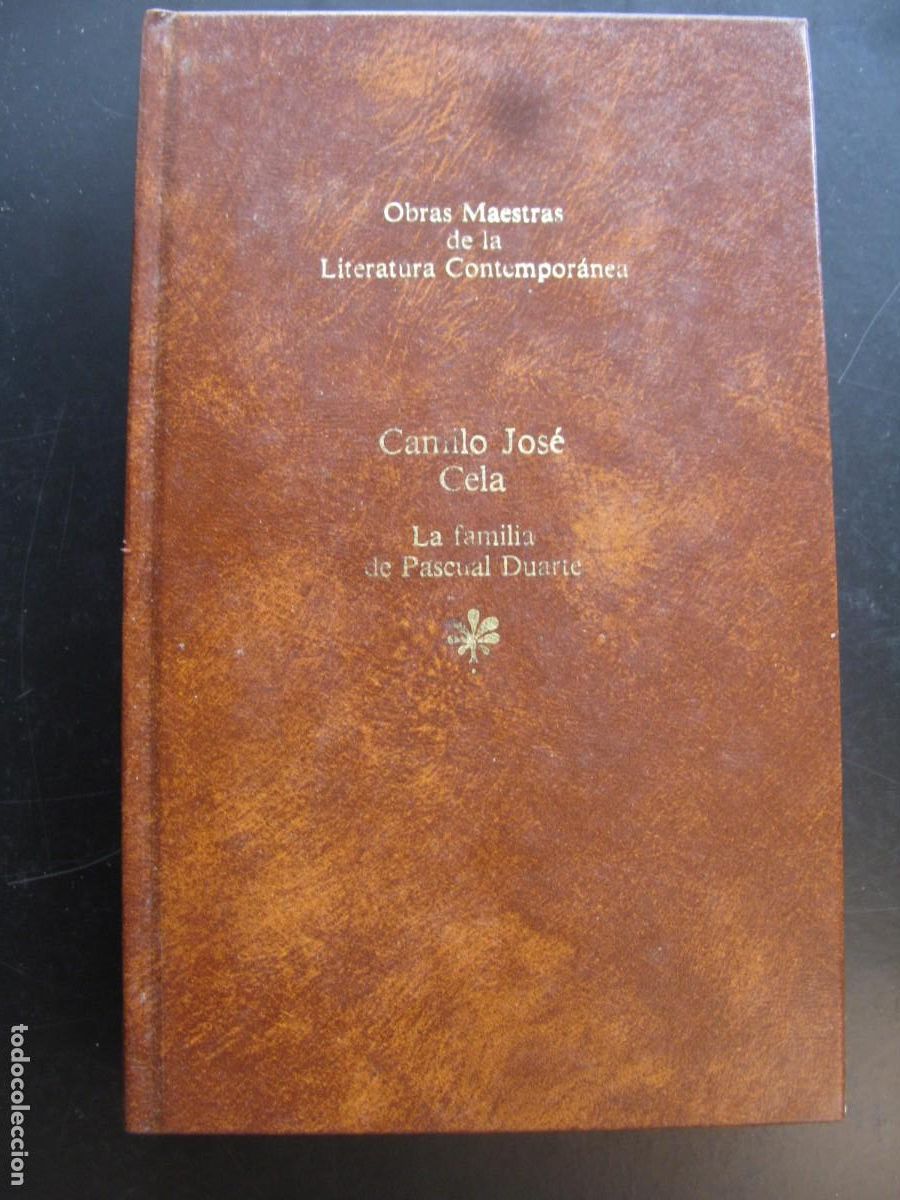 Obras Maestras
de la
Literatura Contemporánea
Camilo José
Cela
La familia
de Pascual Duarte
todocoleccion